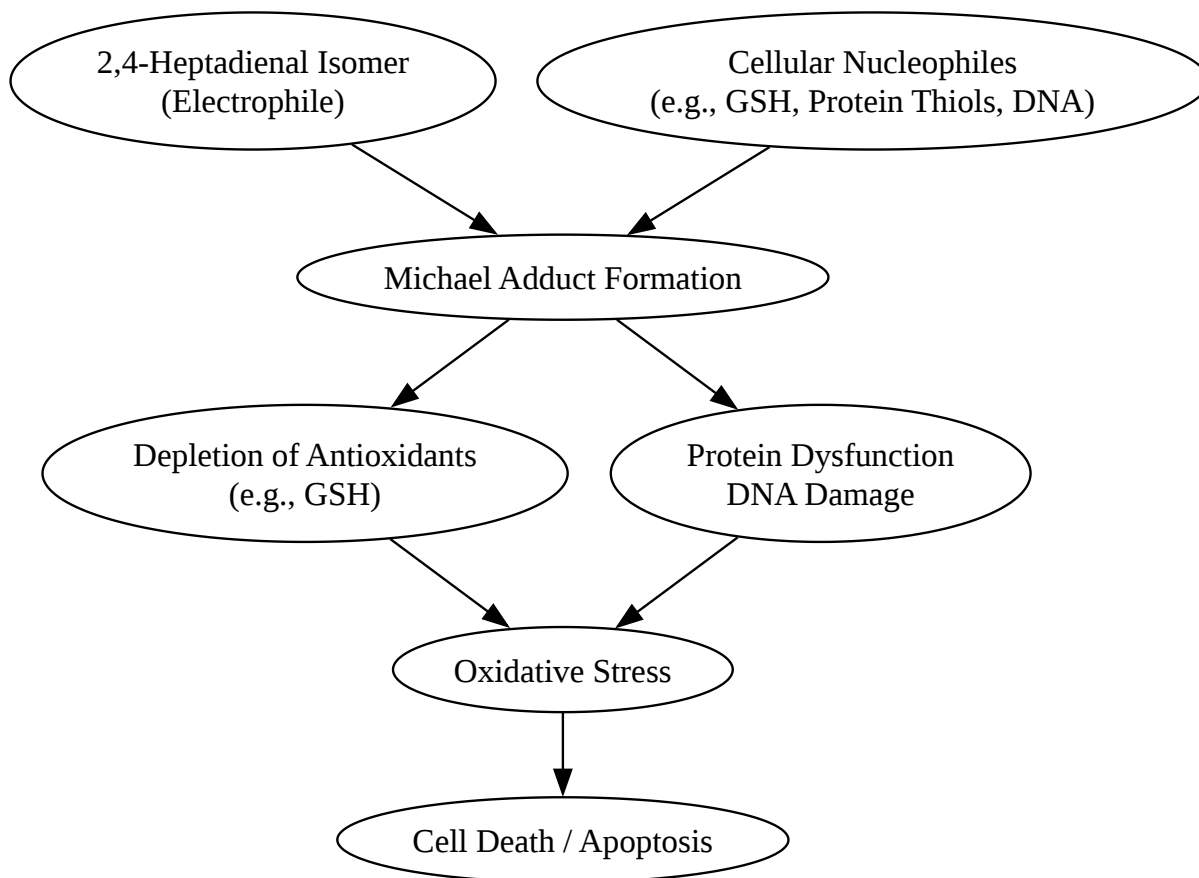 2,4-Heptadienal Isomer
(Electrophile)
Cellular Nucleophiles
(e.g., GSH, Protein Thiols, DNA)
Michael Adduct Formation
Depletion of Antioxidants
(e.g., GSH)
Protein Dysfunction
DNA Damage
Oxidative Stress
Cell Death / Apoptosis